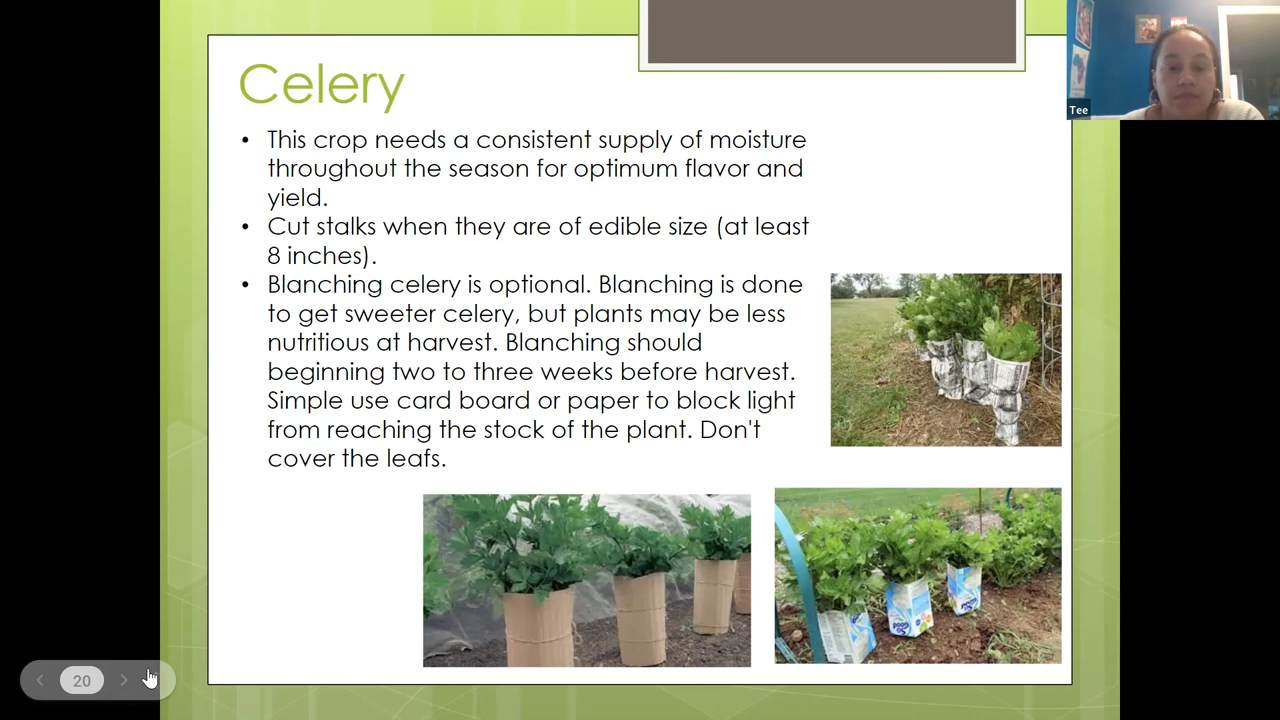 Celery
• This crop needs a consistent supply of moisture
throughout the season for optimum flavor and
yield.
• Cut stalks when they are of edible size (at least
8 inches).
• Blanching celery is optional. Blanching is done
to get sweeter celery, but plants may be less
nutritious at harvest. Blanching should
beginning two to three weeks before harvest.
Simple use card board or paper to block light
from reaching the stock of the plant. Don't
cover the leafs.
Tee
So
Good
So
Good
20